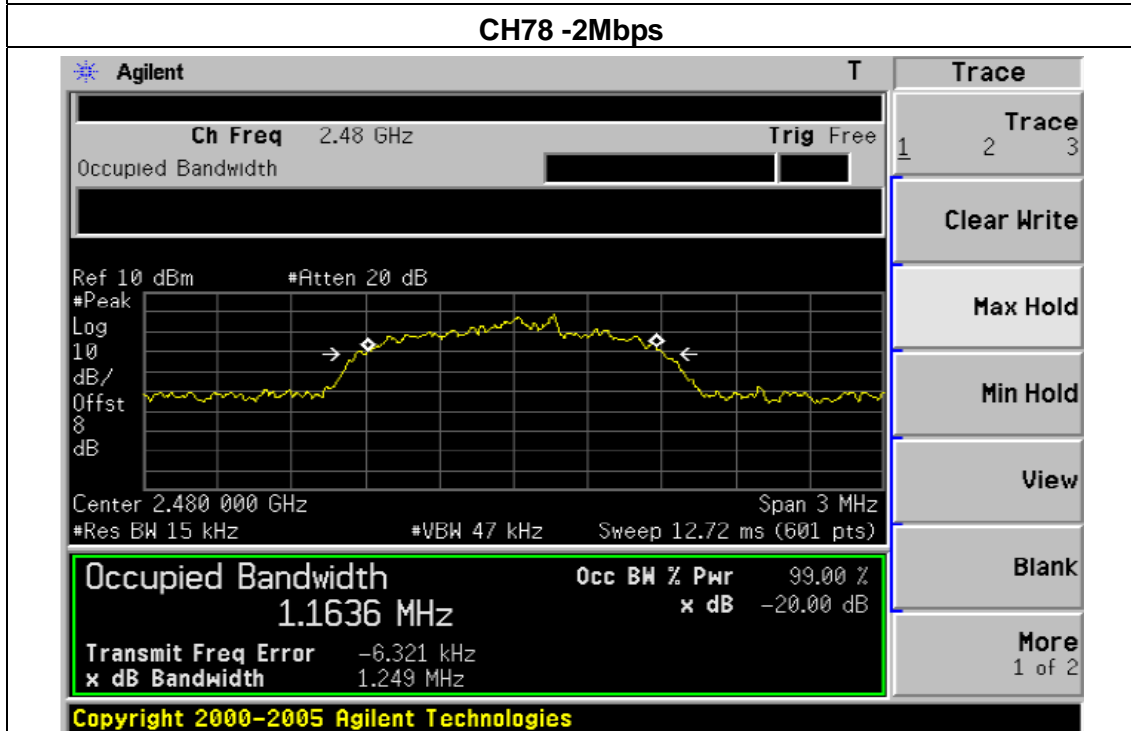 CH78 -2Mbps
Agilent T Trace
Ch Freq 2.48 GHz Trig Free
Occupied Bandwidth
Trace
1 2 3
Clear Write
Max Hold
Min Hold
View
Blank
More
1 of 2
Ref 10 dBm #Atten 20 dB
#Peak
Log
10
dB/
Offst
8
dB
Center 2.480 000 GHz Span 3 MHz
#Res BW 15 kHz #VBW 47 kHz Sweep 12.72 ms (601 pts)
Occupied Bandwidth Occ BW % Pwr 99.00 %
1.1636 MHz x dB -20.00 dB
Transmit Freq Error -6.321 kHz
x dB Bandwidth 1.249 MHz
Copyright 2000-2005 Agilent Technologies